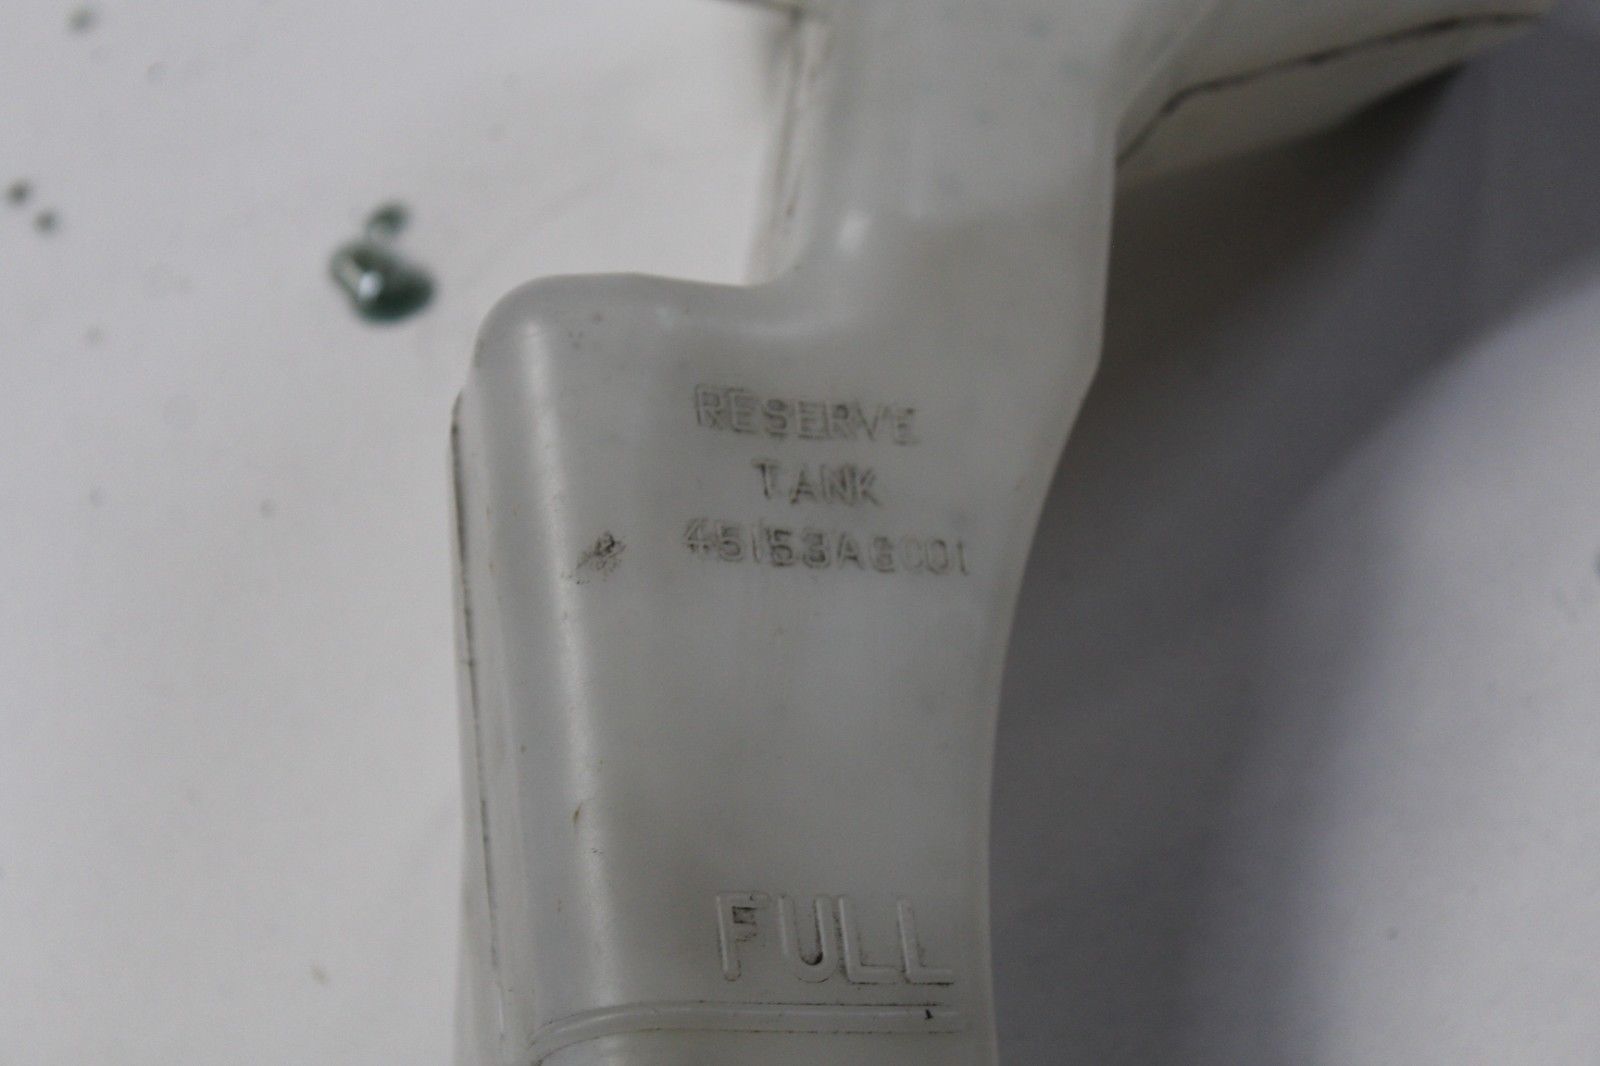 RESERVE
TANK
45153AG001
FULL